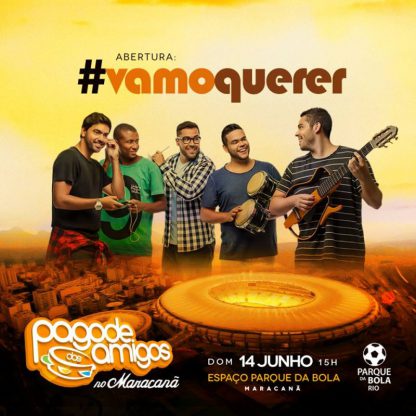 ABERTURA:
#vamoquerer
pagode
dos amigos
no Maracanã
DOM 14 JUNHO 15H
ESPAÇO PARQUE DA BOLA
MARACANÃ
PARQUE
DA BOLA
RIO